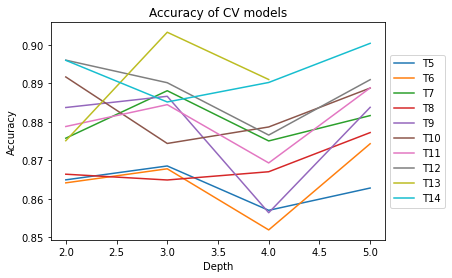 Accuracy of CV models
0.90
0.89
0.88
0.87
0.86
0.85
Accuracy
2.0 2.5 3.0 3.5 4.0 4.5 5.0
Depth
T5
T6
T7
T8
T9
T10
T11
T12
T13
T14